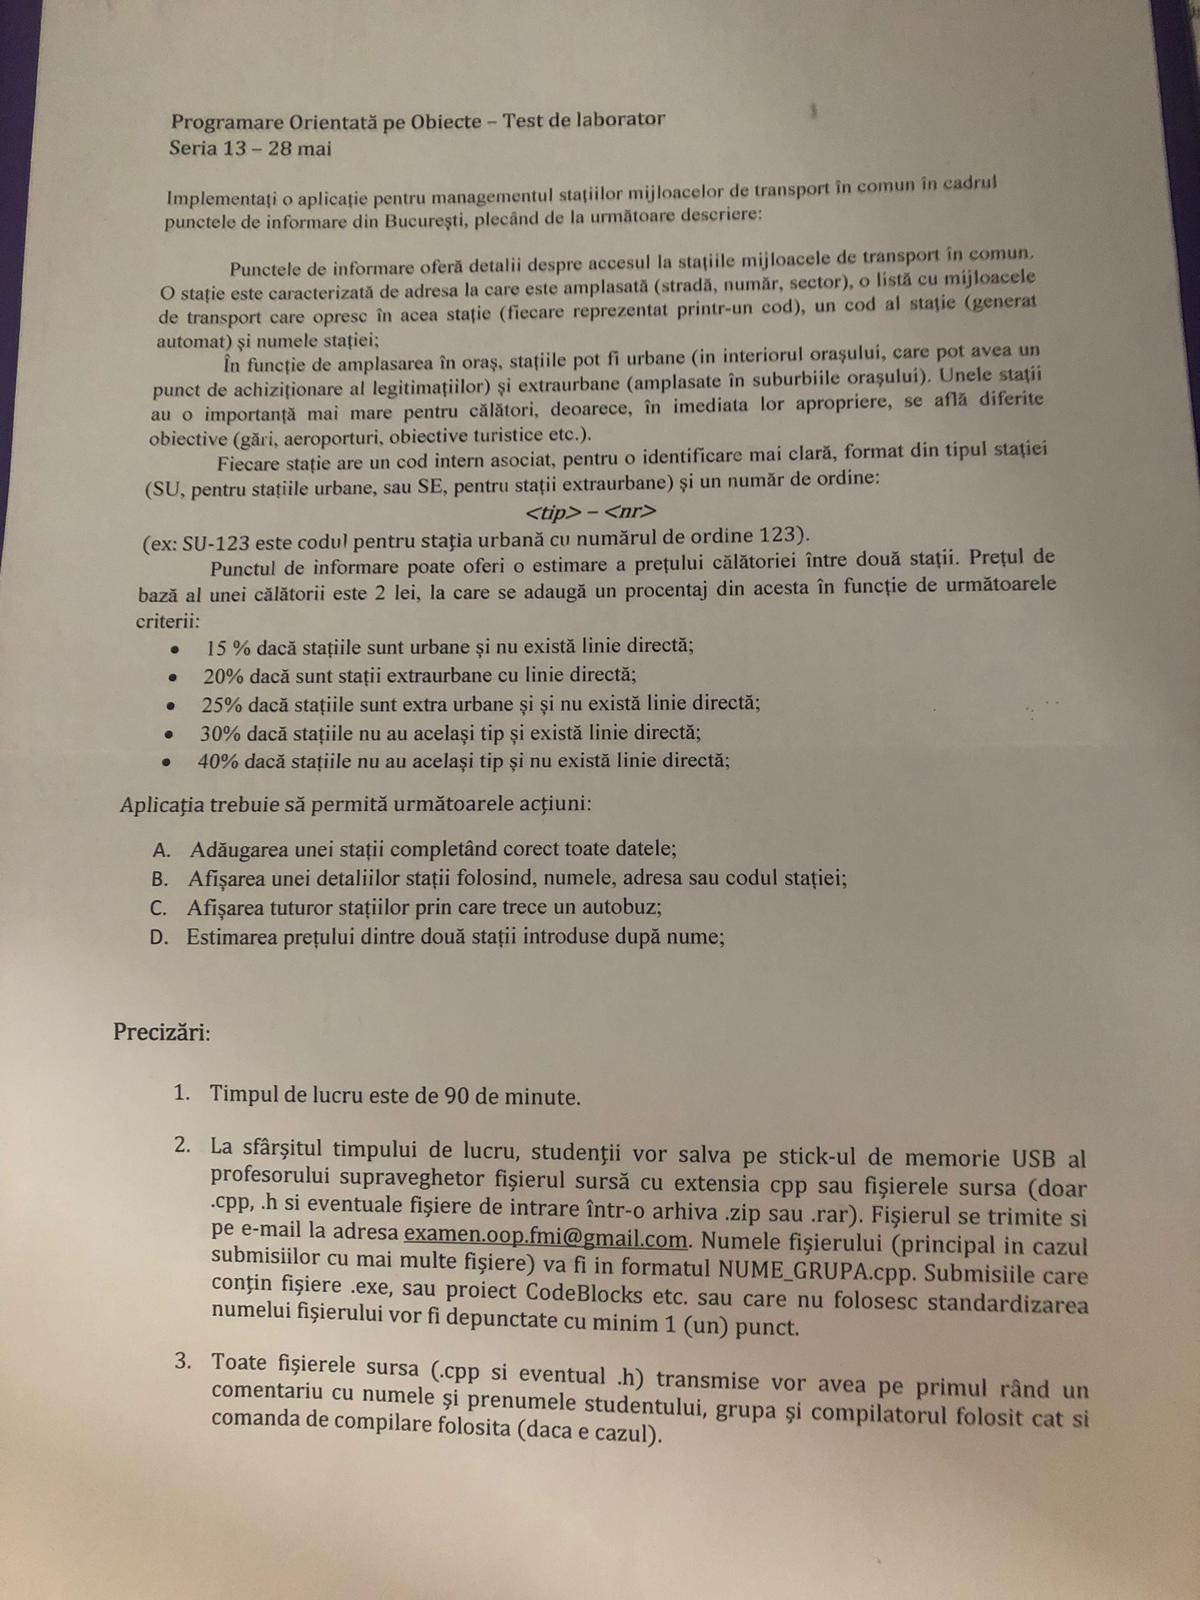 Programare Orientată pe Obiecte – Test de laborator
Seria 13 – 28 mai
Implementați o aplicație pentru managementul stațiilor mijloacelor de transport în comun în cadrul
punctele de informare din București, plecând de la următoare descriere:
Punctele de informare oferă detalii despre accesul la stațiile mijloacele de transport în comun.
O stație este caracterizată de adresa la care este amplasată (stradă, număr, sector), o listă cu mijloacele
de transport care opresc în acea stație (fiecare reprezentat printr-un cod), un cod al stație (generat
automat) și numele stației;
În funcție de amplasarea în oraș, stațiile pot fi urbane (in interiorul orașului, care pot avea un
punct de achiziționare al legitimațiilor) și extraurbane (amplasate în suburbiile orașului). Unele stații
au o importanță mai mare pentru călători, deoarece, în imediata lor apropriere, se află diferite
obiective (gări, aeroporturi, obiective turistice etc.).
Fiecare stație are un cod intern asociat, pentru o identificare mai clară, format din tipul stației
(SU, pentru stațiile urbane, sau SE, pentru stații extraurbane) și un număr de ordine:
<tip> – <nr>
(ex: SU-123 este codul pentru stația urbană cu numărul de ordine 123).
Punctul de informare poate oferi o estimare a prețului călătoriei între două stații. Prețul de
bază al unei călătorii este 2 lei, la care se adaugă un procentaj din acesta în funcție de următoarele
criterii:
• 15 % dacă stațiile sunt urbane și nu există linie directă;
• 20% dacă sunt stații extraurbane cu linie directă;
• 25% dacă stațiile sunt extra urbane și și nu există linie directă;
• 30% dacă stațiile nu au același tip și există linie directă;
• 40% dacă stațiile nu au același tip și nu există linie directă;
Aplicația trebuie să permită următoarele acțiuni:
A. Adăugarea unei stații completând corect toate datele;
B. Afișarea unei detaliilor stații folosind, numele, adresa sau codul stației;
C. Afișarea tuturor stațiilor prin care trece un autobuz;
D. Estimarea prețului dintre două stații introduse după nume;
Precizări:
1. Timpul de lucru este de 90 de minute.
2. La sfârșitul timpului de lucru, studenții vor salva pe stick-ul de memorie USB al
profesorului supraveghetor fișierul sursă cu extensia cpp sau fișierele sursa (doar
.cpp, .h si eventuale fișiere de intrare într-o arhiva .zip sau .rar). Fișierul se trimite si
pe e-mail la adresa examen.oop.fmi@gmail.com. Numele fișierului (principal in cazul
submisiilor cu mai multe fișiere) va fi in formatul NUME_GRUPA.cpp. Submisiile care
conțin fișiere .exe, sau proiect CodeBlocks etc. sau care nu folosesc standardizarea
numelui fișierului vor fi depunctate cu minim 1 (un) punct.
3. Toate fișierele sursa (.cpp si eventual .h) transmise vor avea pe primul rând un
comentariu cu numele și prenumele studentului, grupa și compilatorul folosit cat si
comanda de compilare folosita (daca e cazul).